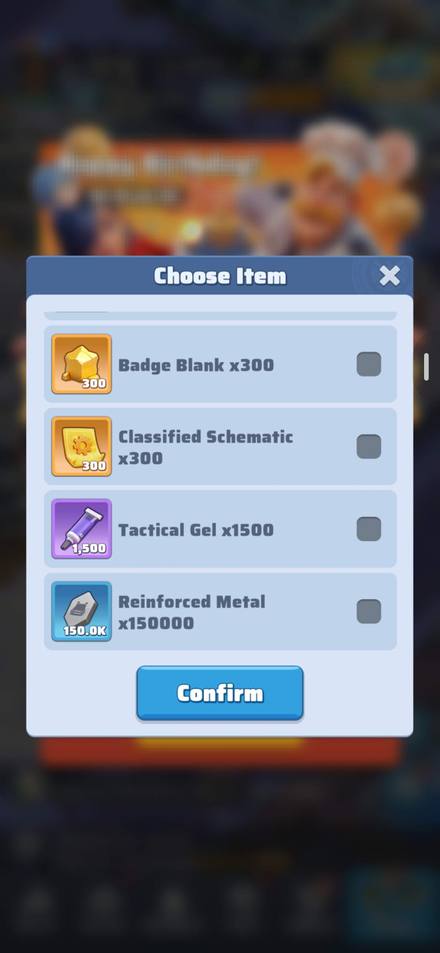 Choose Item
300
Badge Blank x300
300
Classified Schematic
x300
1,500
Tactical Gel x1500
150.0K
Reinforced Metal
x150000
Confirm